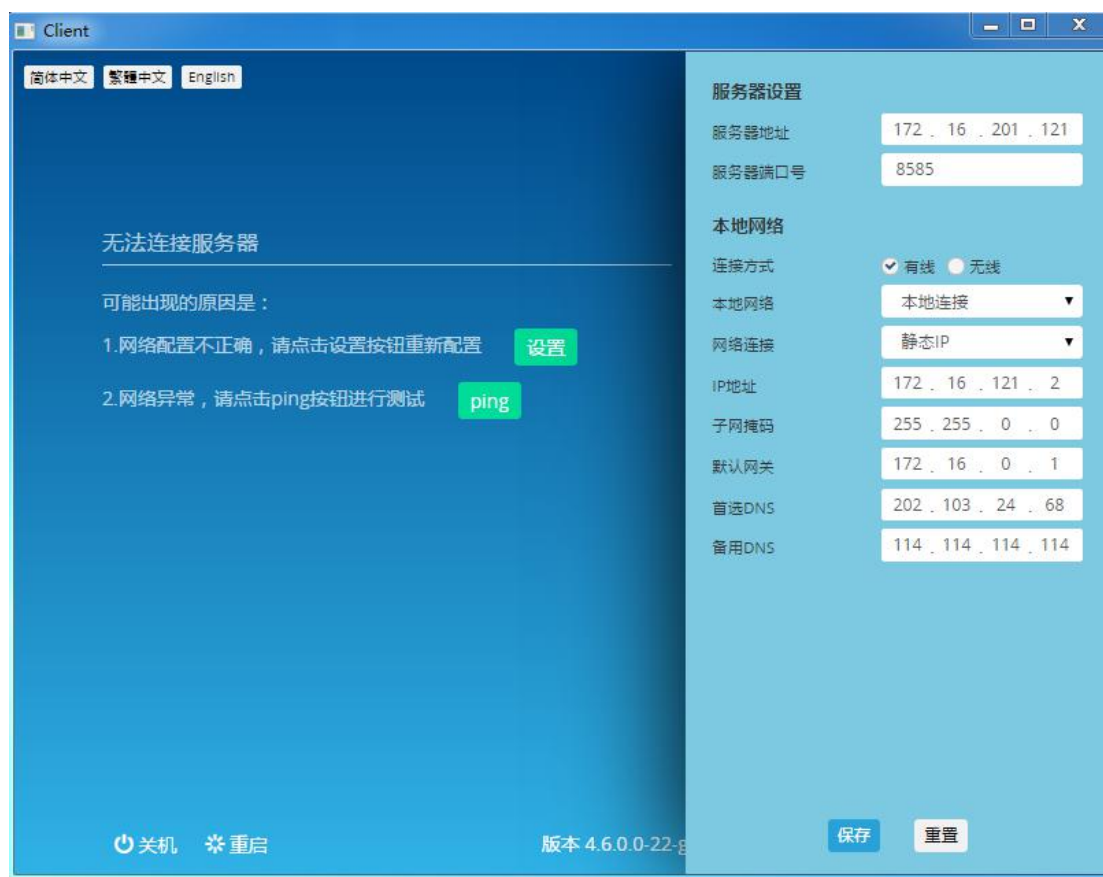 Client
简体中文 繁體中文 English
无法连接服务器
可能出现的原因是：
1.网络配置不正确，请点击设置按钮重新配置 设置
2.网络异常，请点击ping按钮进行测试 ping
关机 重启
版本 4.6.0.0-22-g
服务器设置
服务器地址 172 . 16 . 201 . 121
服务器端口号 8585
本地网络
连接方式 有线 无线
本地网络 本地连接
网络连接 静态IP
IP地址 172 . 16 . 121 . 2
子网掩码 255 . 255 . 0 . 0
默认网关 172 . 16 . 0 . 1
首选DNS 202 . 103 . 24 . 68
备用DNS 114 . 114 . 114 . 114
保存 重置